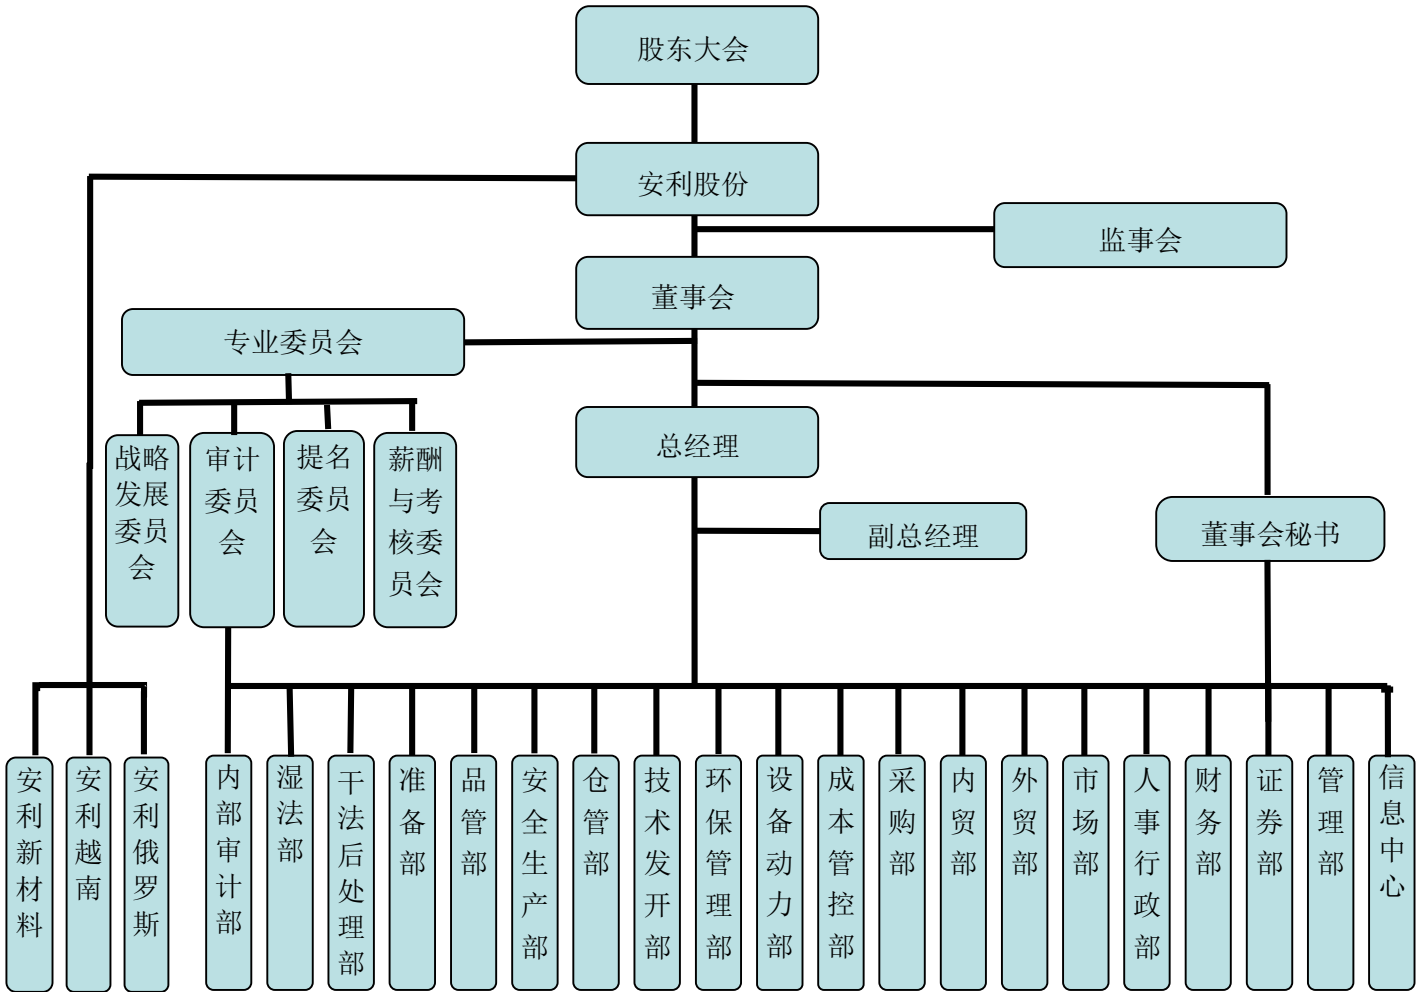 股东大会
安利股份
监事会
董事会
专业委员会
总经理
副总经理
董事会秘书
战略
发展
委员
会
审计
委员
会
提名
委员
会
薪酬
与考
核委
员会
安利新材料
安利越南
安利俄罗斯
内部审计部
湿法部
干法后处理部
准备部
品管部
安全生产部
仓管部
技术发开部
环保管理部
设备动力部
成本管控部
采购部
内贸部
外贸部
市场部
人事行政部
财务部
证券部
管理部
信息中心